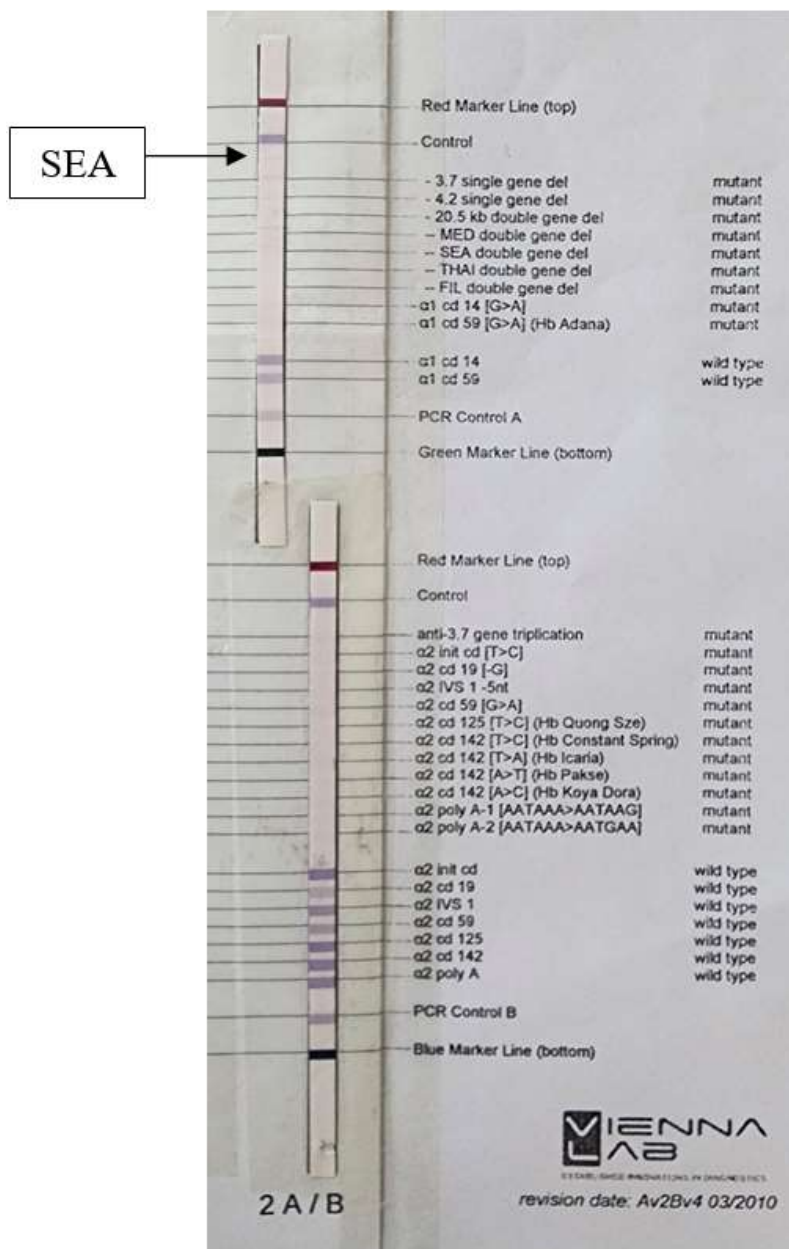 SEA
Red Marker Line (top)
Control
- 3.7 single gene del mutant
- 4.2 single gene del mutant
- 20.5 kb double gene del mutant
-- MED double gene del mutant
-- SEA double gene del mutant
-- THAI double gene del mutant
-- FIL double gene del mutant
α1 cd 14 [G>A] mutant
α1 cd 59 [G>A] (Hb Adana) mutant
α1 cd 14 wild type
α1 cd 59 wild type
PCR Control A
Green Marker Line (bottom)
Red Marker Line (top)
Control
anti-3.7 gene triplication mutant
α2 init cd [T>C] mutant
α2 cd 19 [-G] mutant
α2 IVS 1 -5nt mutant
α2 cd 59 [G>A] mutant
α2 cd 125 [T>C] (Hb Quong Sze) mutant
α2 cd 142 [T>C] (Hb Constant Spring) mutant
α2 cd 142 [T>A] (Hb Icaria) mutant
α2 cd 142 [A>T] (Hb Pakse) mutant
α2 cd 142 [A>C] (Hb Koya Dora) mutant
α2 poly A-1 [AATAAA>AATAAG] mutant
α2 poly A-2 [AATAAA>AATGAA] mutant
α2 init cd wild type
α2 cd 19 wild type
α2 IVS 1 wild type
α2 cd 59 wild type
α2 cd 125 wild type
α2 cd 142 wild type
α2 poly A wild type
PCR Control B
Blue Marker Line (bottom)
VIENNA
LAB
ESTABLISHED INNOVATIONS IN DIAGNOSTICS
2 A / B
revision date: Av2Bv4 03/2010